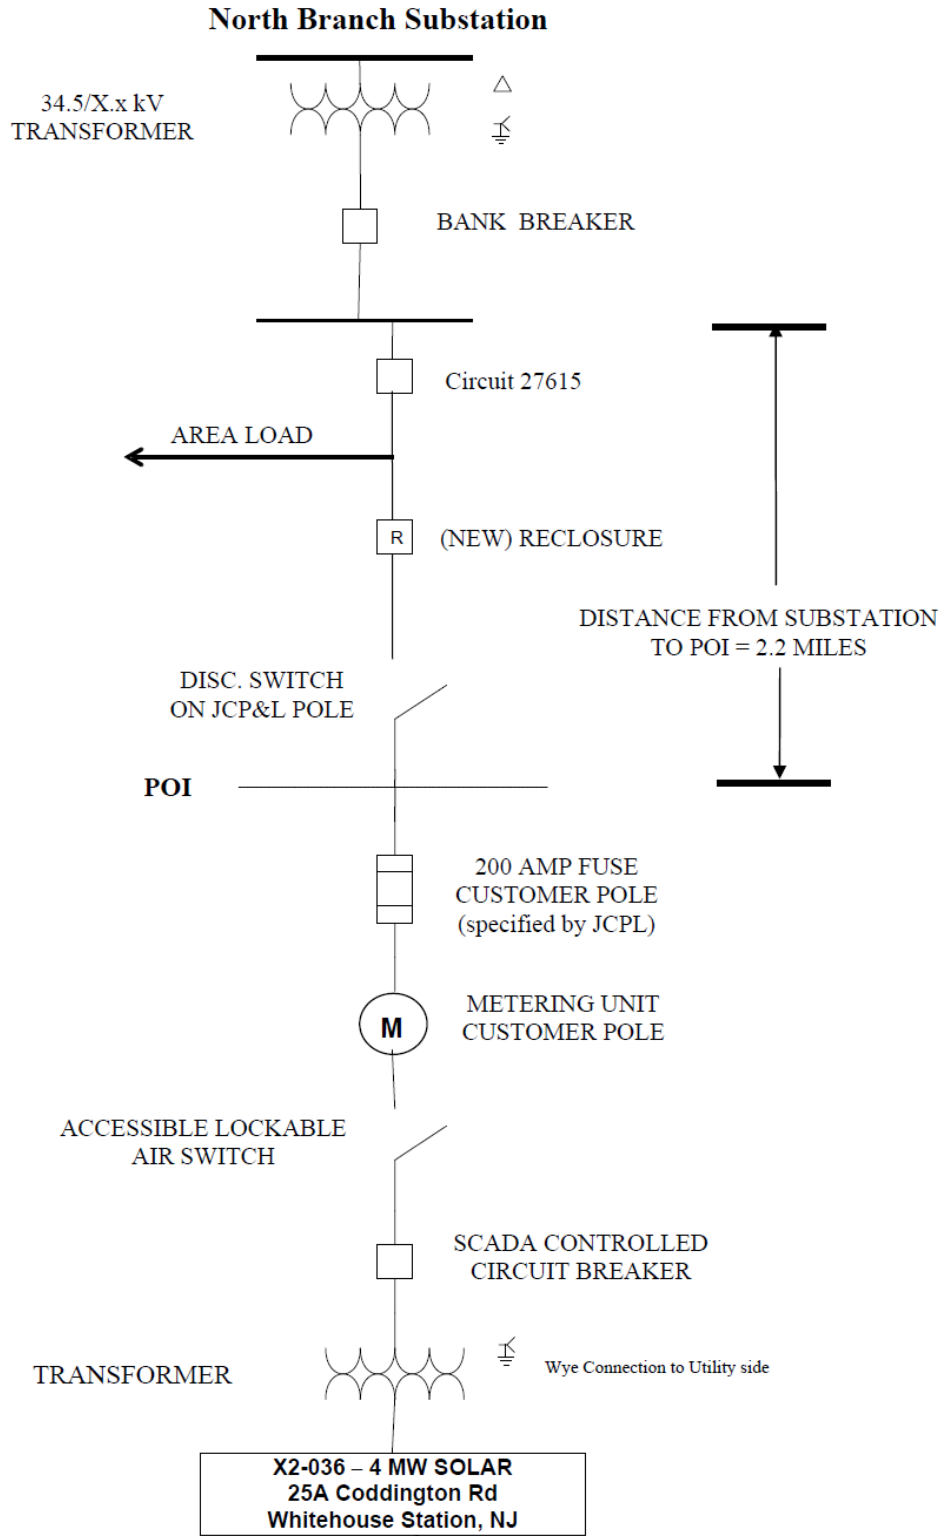 North Branch Substation
34.5/X.x kV
TRANSFORMER
BANK BREAKER
Circuit 27615
AREA LOAD
R
(NEW) RECLOSURE
DISTANCE FROM SUBSTATION
TO POI = 2.2 MILES
DISC. SWITCH
ON JCP&L POLE
POI
200 AMP FUSE
CUSTOMER POLE
(specified by JCPL)
METERING UNIT
CUSTOMER POLE
M
ACCESSIBLE LOCKABLE
AIR SWITCH
SCADA CONTROLLED
CIRCUIT BREAKER
TRANSFORMER
Wye Connection to Utility side
X2-036 – 4 MW SOLAR
25A Coddington Rd
Whitehouse Station, NJ